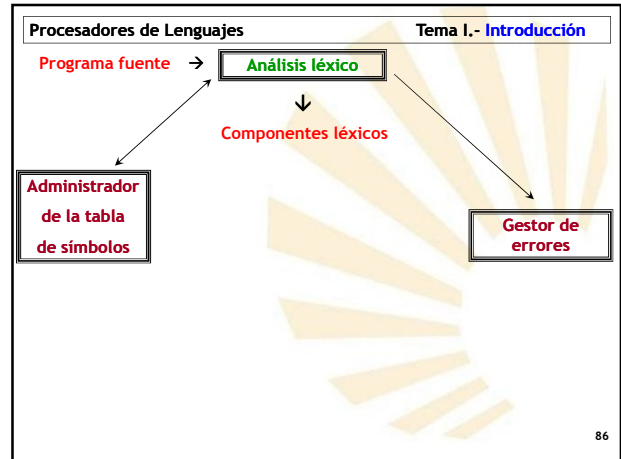 Procesadores de Lenguajes Tema I.- Introducción
Programa fuente → Análisis léxico
↓
Componentes léxicos
Administrador
de la tabla
de símbolos
Gestor de
errores
86